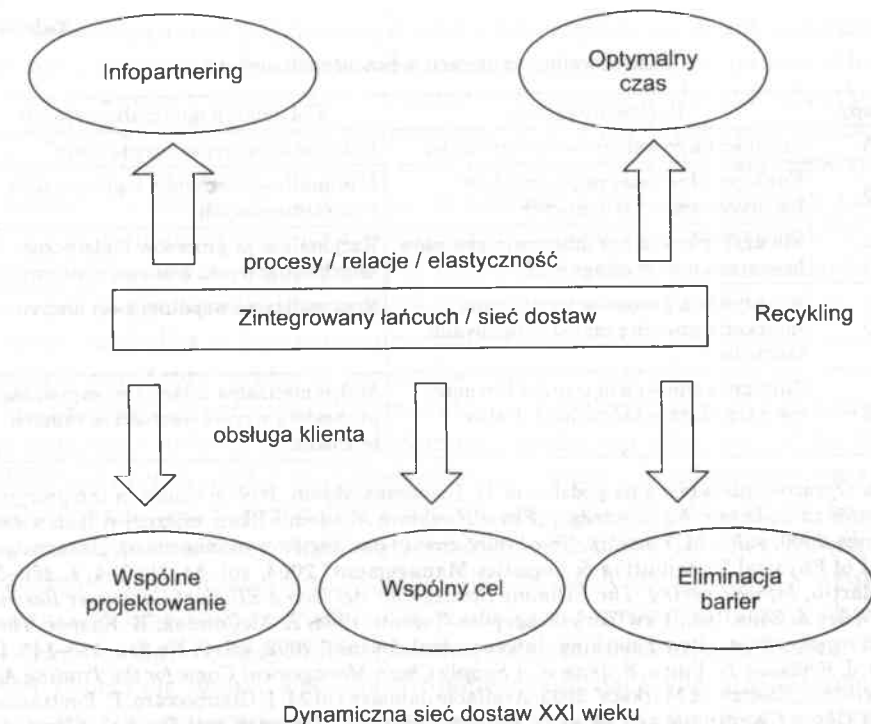 Infopartnering
Optymalny
czas
procesy / relacje / elastyczność
Zintegrowany łańcuch / sieć dostaw
Recykling
obsługa klienta
Wspólne
projektowanie
Wspólny cel
Eliminacja
barier
Dynamiczna sieć dostaw XXI wieku